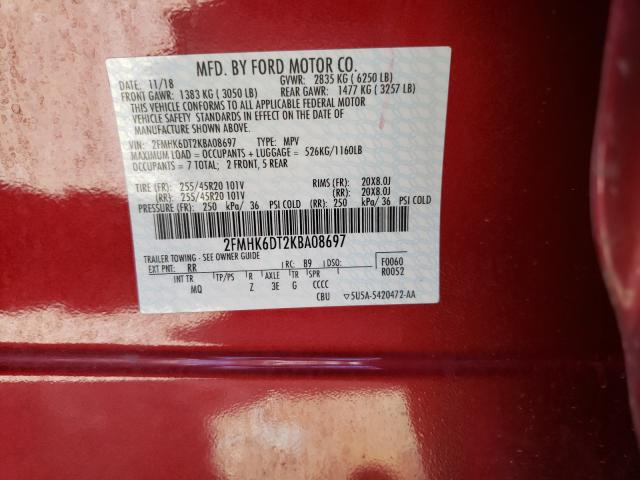 MFD. BY FORD MOTOR CO.
DATE: 11/18 GVWR: 2835 KG ( 6250 LB)
FRONT GAWR: 1383 KG ( 3050 LB) REAR GAWR: 1477 KG ( 3257 LB)
THIS VEHICLE CONFORMS TO ALL APPLICABLE FEDERAL MOTOR
VEHICLE SAFETY STANDARDS IN EFFECT ON THE DATE OF
MANUFACTURE SHOWN ABOVE.
VIN: 2FMHK6DT2KBA08697 TYPE: MPV
MAXIMUM LOAD = OCCUPANTS + LUGGAGE = 526KG/1160LB
OCCUPANTS = 7 TOTAL; 2 FRONT, 5 REAR
TIRE (FR): 255/45R20 101V RIMS (FR): 20X8.0J
(RR): 255/45R20 101V (RR): 20X8.0J
PRESSURE (FR): 250 kPa/ 36 PSI COLD (RR): 250 kPa/ 36 PSI COLD
2FMHK6DT2KBA08697
TRAILER TOWING - SEE OWNER GUIDE
EXT PNT: RR RC: B9 DSO: F0060
R0052
INT TR TP/PS R AXLE TR SPR
MQ Z 3E G CCCC
CBU ▽5U5A-5420472-AA